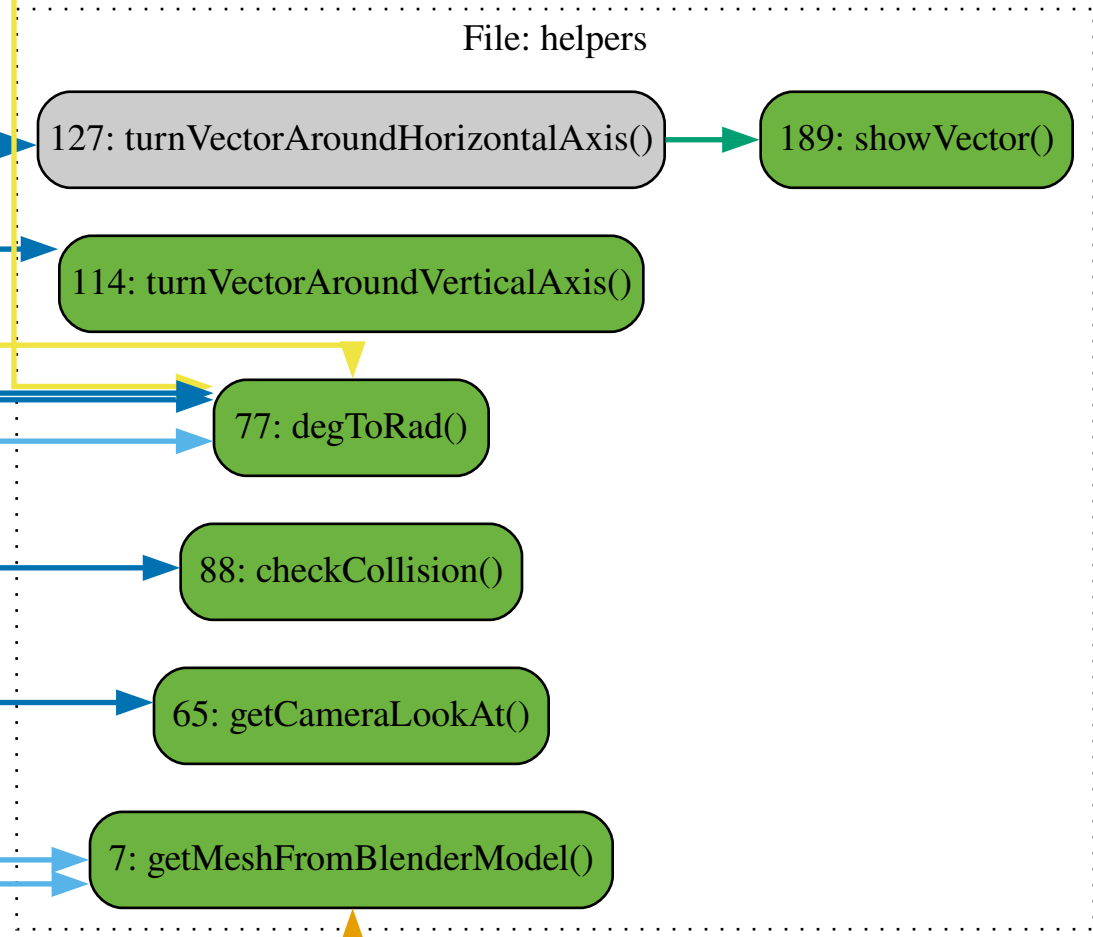 File: helpers
127: turnVectorAroundHorizontalAxis()
189: showVector()
114: turnVectorAroundVerticalAxis()
77: degToRad()
88: checkCollision()
65: getCameraLookAt()
7: getMeshFromBlenderModel()